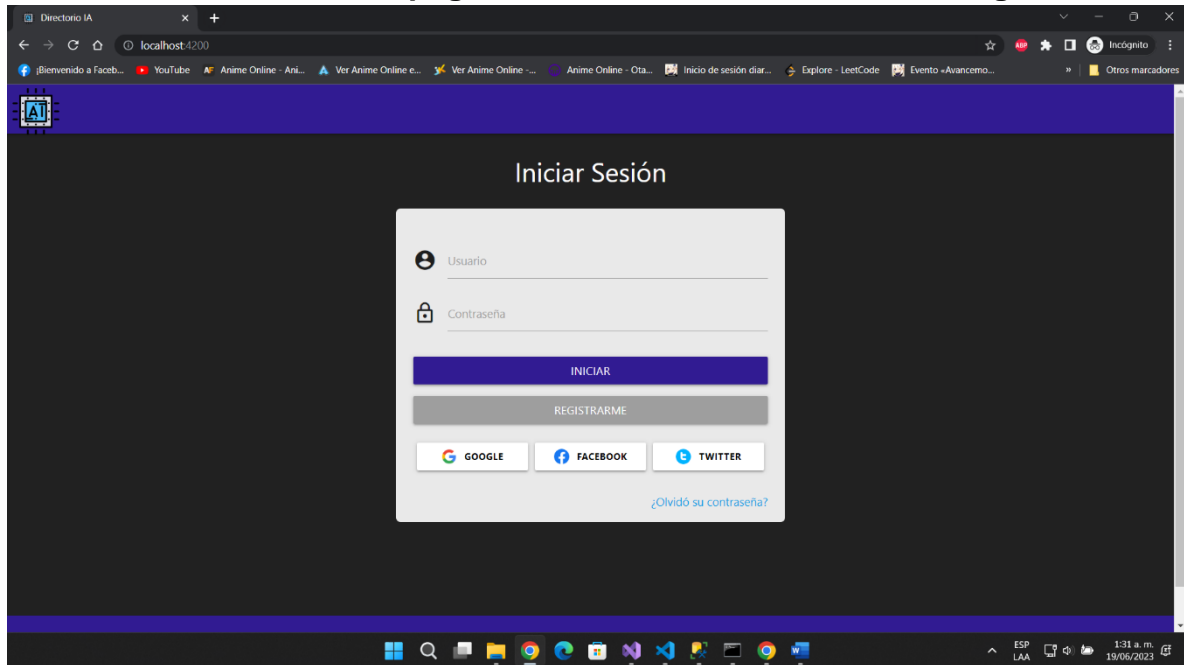 Directorio IA
localhost:4200
Incógnito
¡Bienvenido a Faceb...
YouTube
Anime Online - Ani...
Ver Anime Online e...
Ver Anime Online -...
Anime Online - Ota...
Inicio de sesión diar...
Explore - LeetCode
Evento «Avancemo...
»
Otros marcadores
AI
Iniciar Sesión
Usuario
Contraseña
INICIAR
REGISTRARME
GOOGLE
FACEBOOK
TWITTER
¿Olvidó su contraseña?
ESP
LAA
1:31 a. m.
19/06/2023